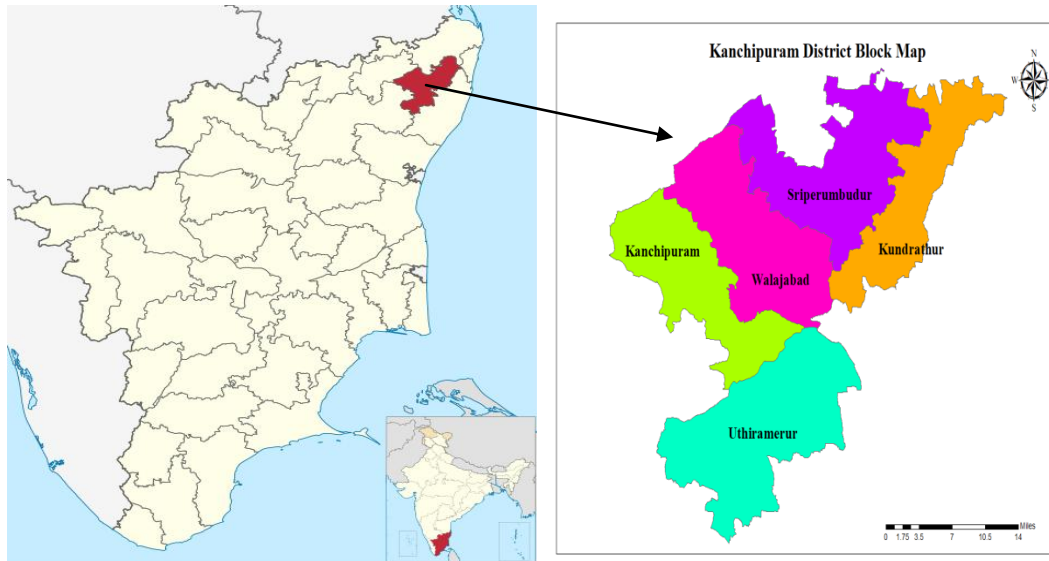 Kanchipuram District Block Map
N
W
S
Sriperumbudur
Kanchipuram
Kundrathur
Walajabad
Uthiramerur
Miles
0 1.75 3.5 7 10.5 14